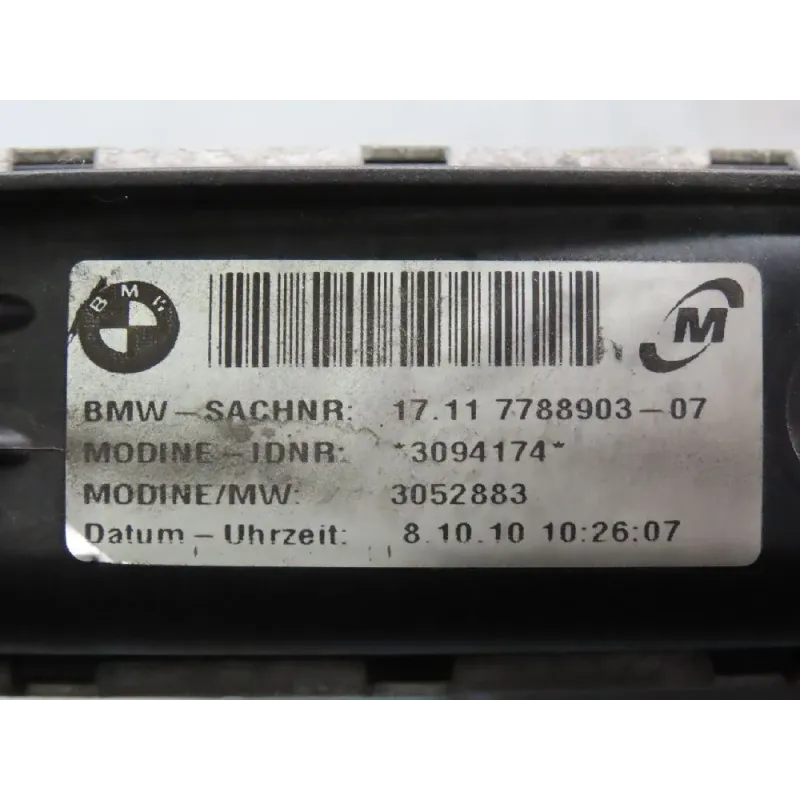 BMW
M
BMW-SACHNR: 17.11 7788903-07
MODINE-IDNR: *3094174*
MODINE/MW: 3052883
Datum - Uhrzeit: 8.10.10 10:26:07